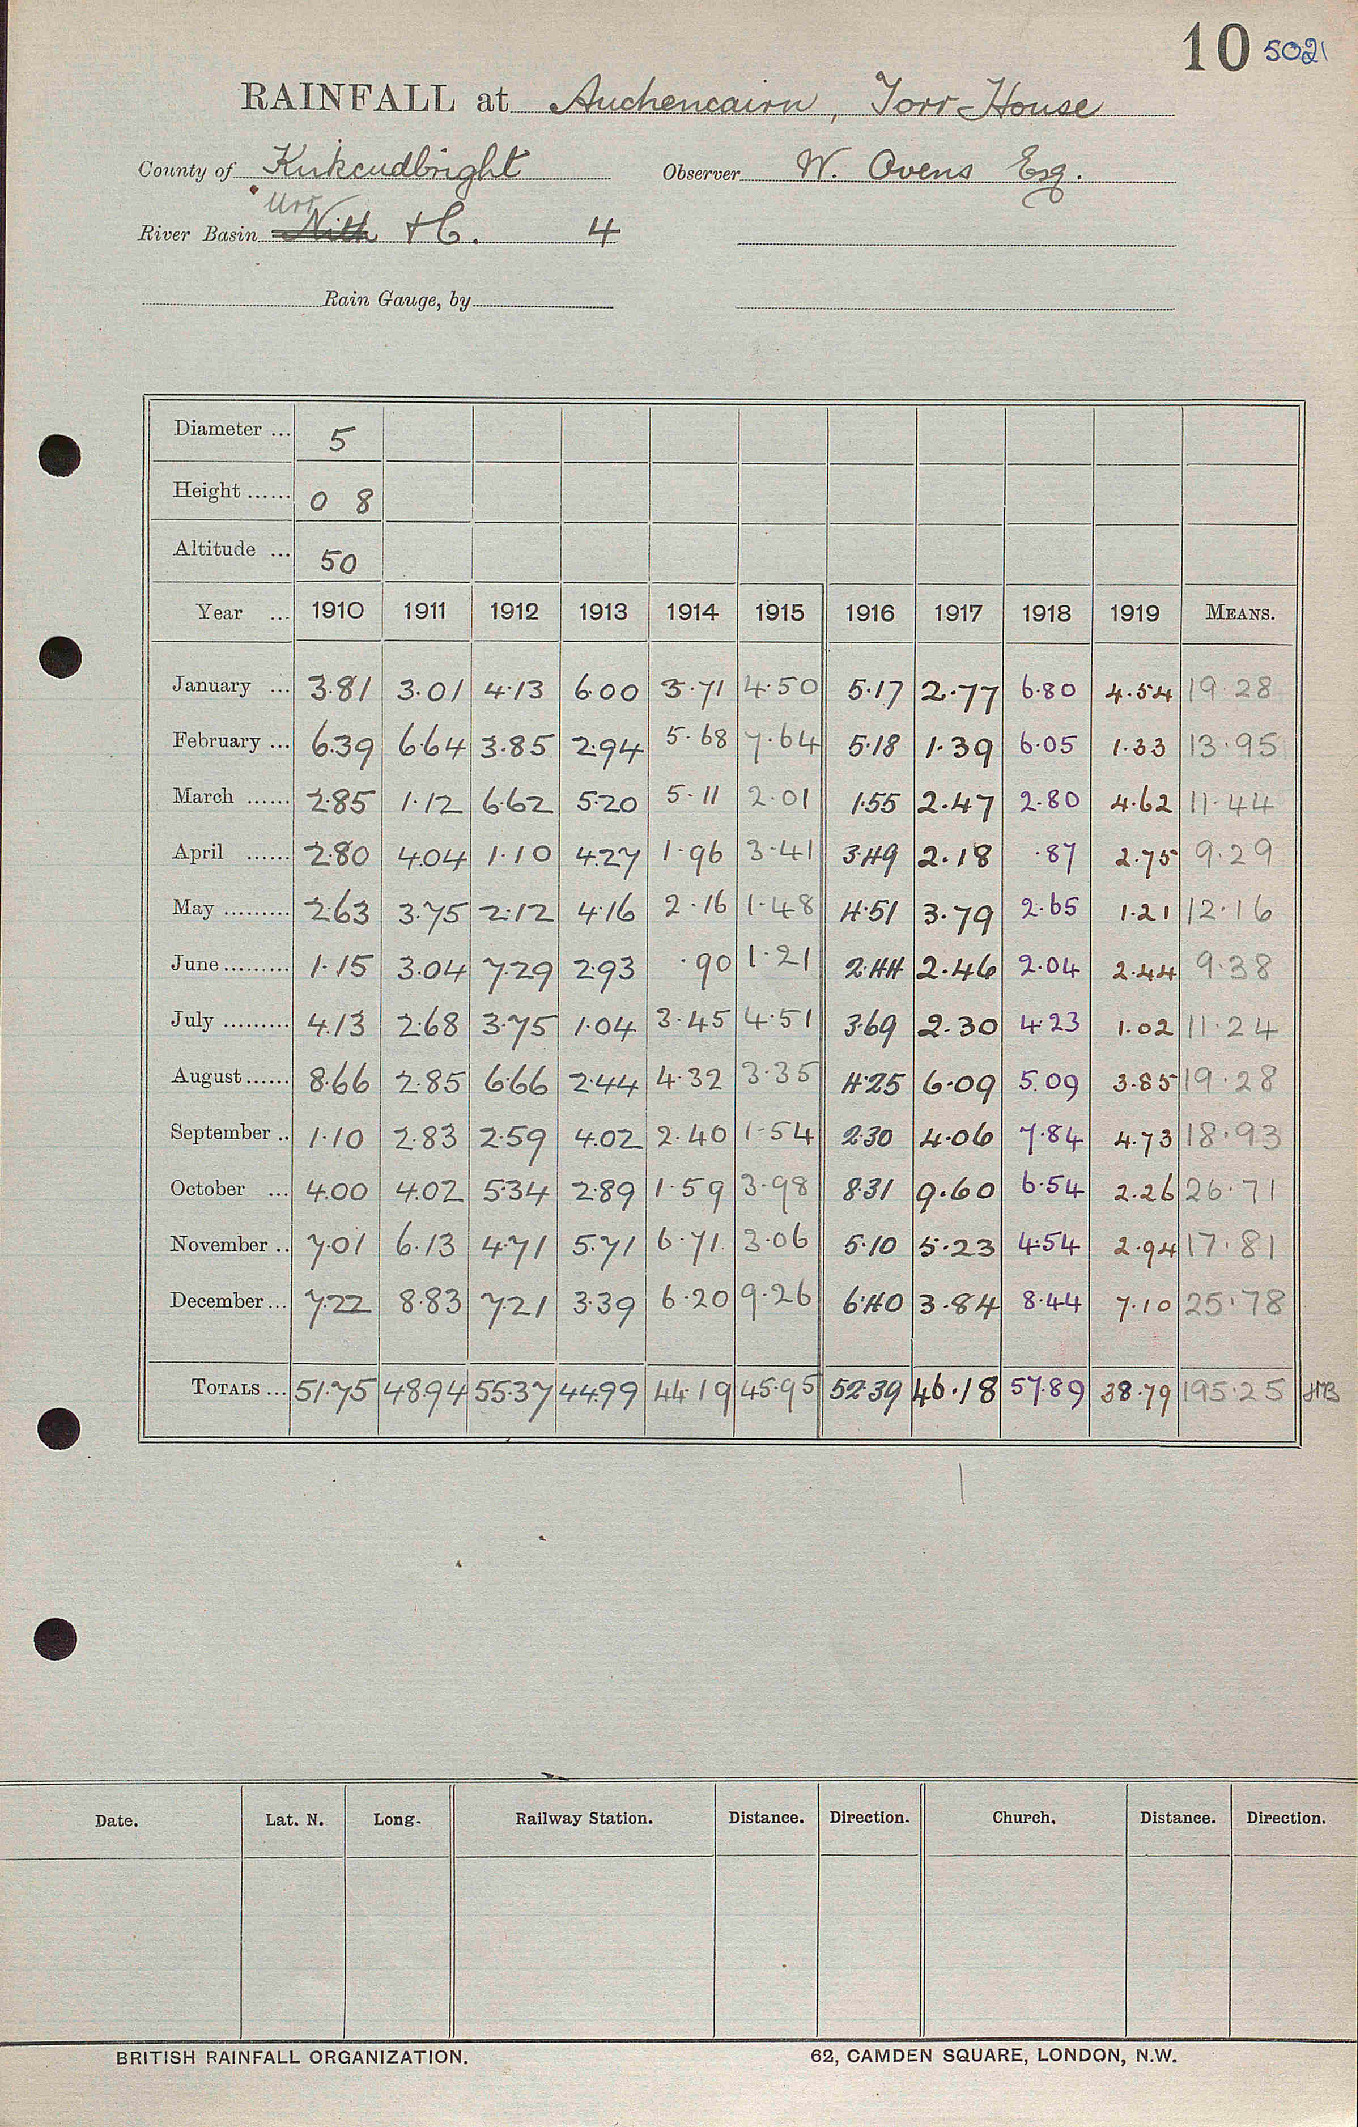 10 5021
RAINFALL at Auchencairn, Torr House
County of Kirkcudbright Observer W. Ovens Esq.
Urr
River Basin Nith &C. 4
Rain Gauge, by
Diameter ... 5
Height ...... 0 8
Altitude ... 50
Year ... 1910 1911 1912 1913 1914 1915 1916 1917 1918 1919 MEANS.
January ... 3.81 3.01 4.13 6.00 3.71 4.50 5.17 2.77 6.80 4.54 19.28
February ... 6.39 6.64 3.85 2.94 5.68 7.64 5.18 1.39 6.05 1.33 13.95
March ...... 2.85 1.12 6.62 5.20 5.11 2.01 1.55 2.47 2.80 4.62 11.44
April ...... 2.80 4.04 1.10 4.27 1.96 3.41 3.49 2.18 .87 2.75 9.29
May ......... 2.63 3.75 2.12 4.16 2.16 1.48 4.51 3.79 2.65 1.21 12.16
June ......... 1.15 3.04 7.29 2.93 .90 1.21 2.44 2.46 2.04 2.44 9.38
July ......... 4.13 2.68 3.75 1.04 3.45 4.51 3.69 2.30 4.23 1.02 11.24
August ...... 8.66 2.85 6.66 2.44 4.32 3.35 4.25 6.09 5.09 3.85 19.28
September .. 1.10 2.83 2.59 4.02 2.40 1.54 2.30 4.06 7.84 4.73 18.93
October ... 4.00 4.02 5.34 2.89 1.59 3.98 8.31 9.60 6.54 2.26 26.71
November .. 7.01 6.13 4.71 5.71 6.71 3.06 5.10 5.23 4.54 2.94 17.81
December ... 7.22 8.83 7.21 3.39 6.20 9.26 6.40 3.84 8.44 7.10 25.78
TOTALS ... 51.75 48.94 55.37 44.99 44.19 45.95 52.39 46.18 57.89 38.79 195.25
Date. Lat. N. Long. Railway Station. Distance. Direction. Church. Distance. Direction.
BRITISH RAINFALL ORGANIZATION. 62, CAMDEN SQUARE, LONDON, N.W.